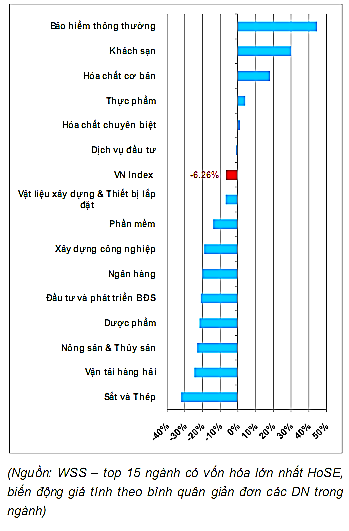 Bảo hiểm thông thường
Khách sạn
Hóa chất cơ bản
Thực phẩm
Hóa chất chuyên biệt
Dịch vụ đầu tư
VN Index
-6.26%
Vật liệu xây dựng & Thiết bị lắp
đặt
Phần mềm
Xây dựng công nghiệp
Ngân hàng
Đầu tư và phát triển BĐS
Dược phẩm
Nông sản & Thủy sản
Vận tải hàng hải
Sắt và Thép
-40%
-30%
-20%
-10%
0%
10%
20%
30%
40%
50%
(Nguồn: WSS – top 15 ngành có vốn hóa lớn nhất HoSE,
biến động giá tính theo bình quân giản đơn các DN trong
ngành)